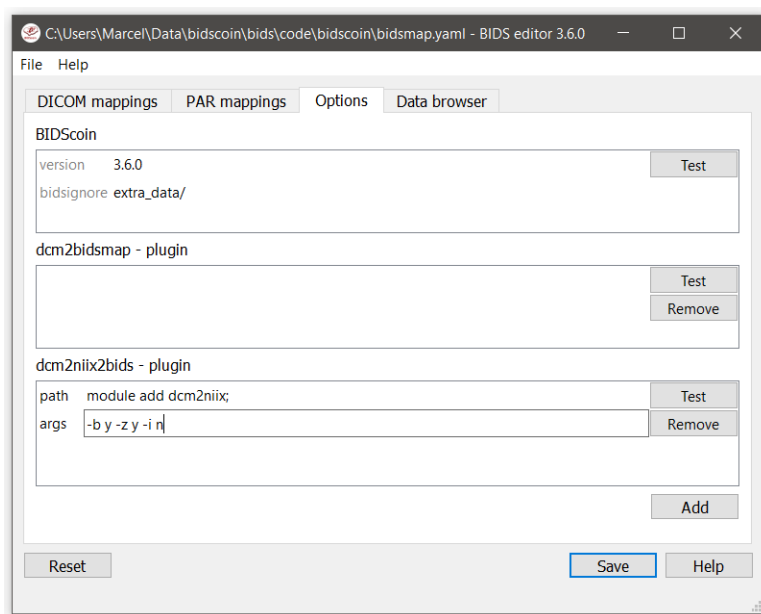 C:\Users\Marcel\Data\bidscoin\bids\code\bidscoin\bidsmap.yaml - BIDS editor 3.6.0
File Help
DICOM mappings PAR mappings Options Data browser
BIDScoin
version 3.6.0 Test
bidsignore extra_data/
dcm2bidsmap - plugin
Test
Remove
dcm2niix2bids - plugin
path module add dcm2niix; Test
args -b y -z y -i n Remove
Add
Reset Save Help